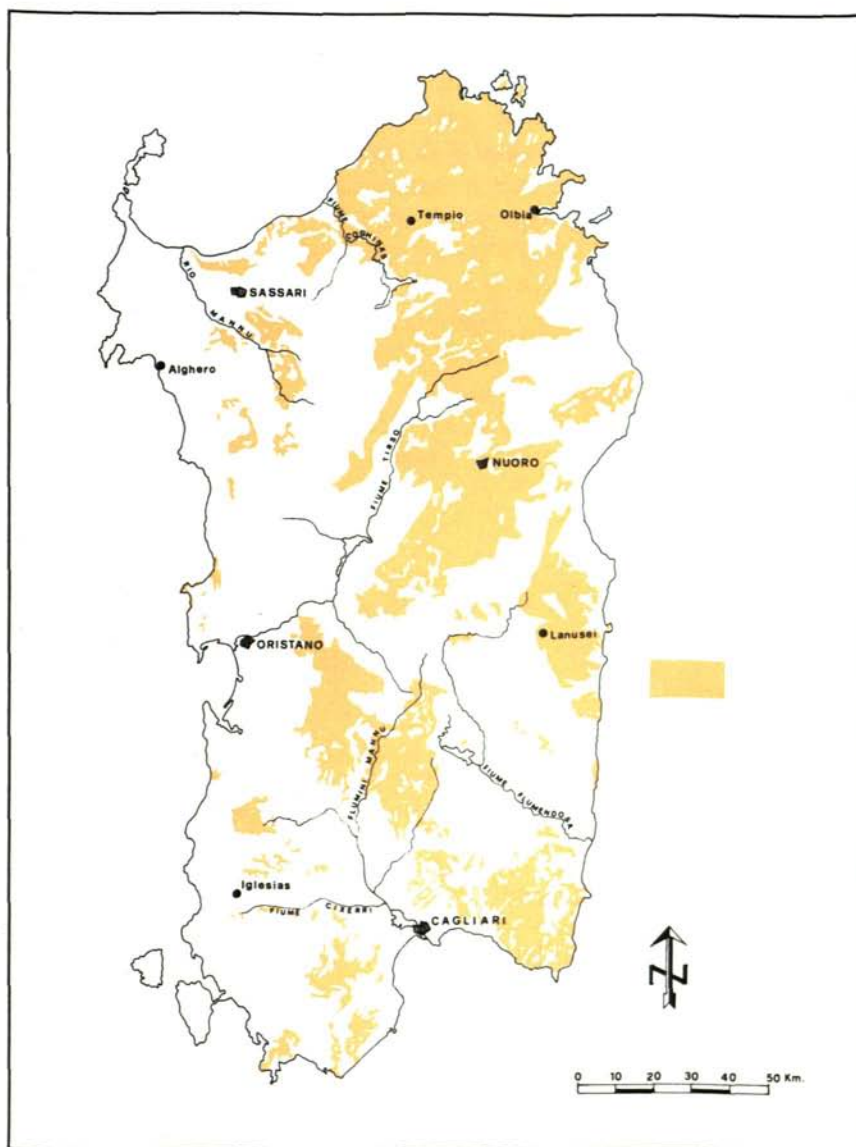 Tempio
Olbia
FIUME COGHINAS
RIO MANNU
SASSARI
Alghero
FIUME TIRSO
NUORO
ORISTANO
Lanusei
FLUMINI MANNU
FIUME FLUMENDORA
Iglesias
FIUME CIXERRI
CAGLIARI
N
0 10 20 30 40 50 Km.